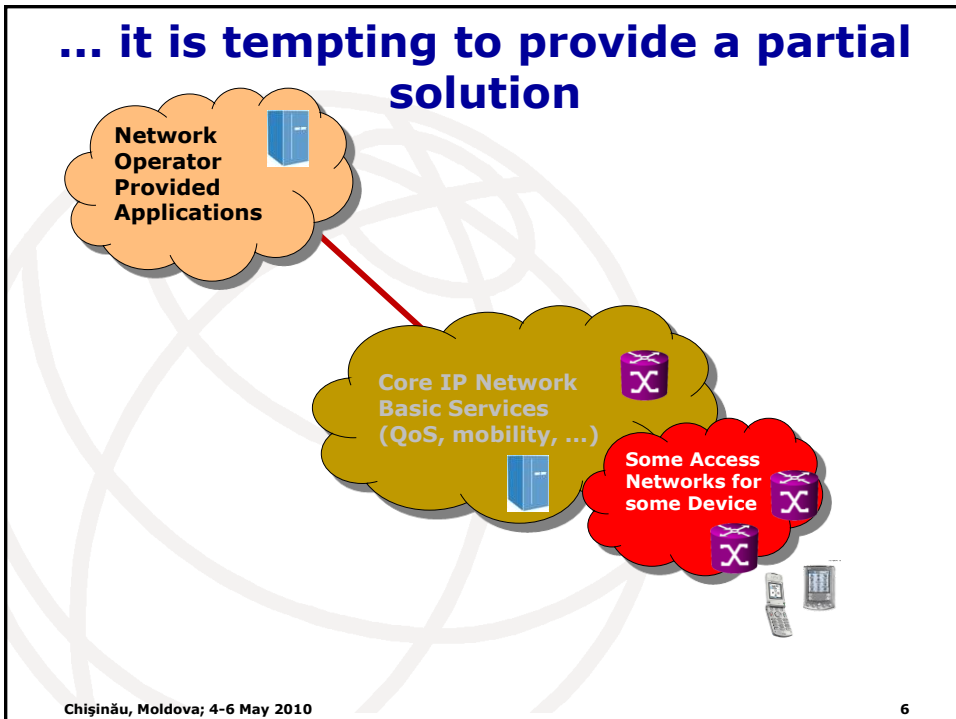 ... it is tempting to provide a partial
solution
Network
Operator
Provided
Applications
Core IP Network
Basic Services
(QoS, mobility, ...)
Some Access
Networks for
some Device
Chişinău, Moldova; 4-6 May 2010
6